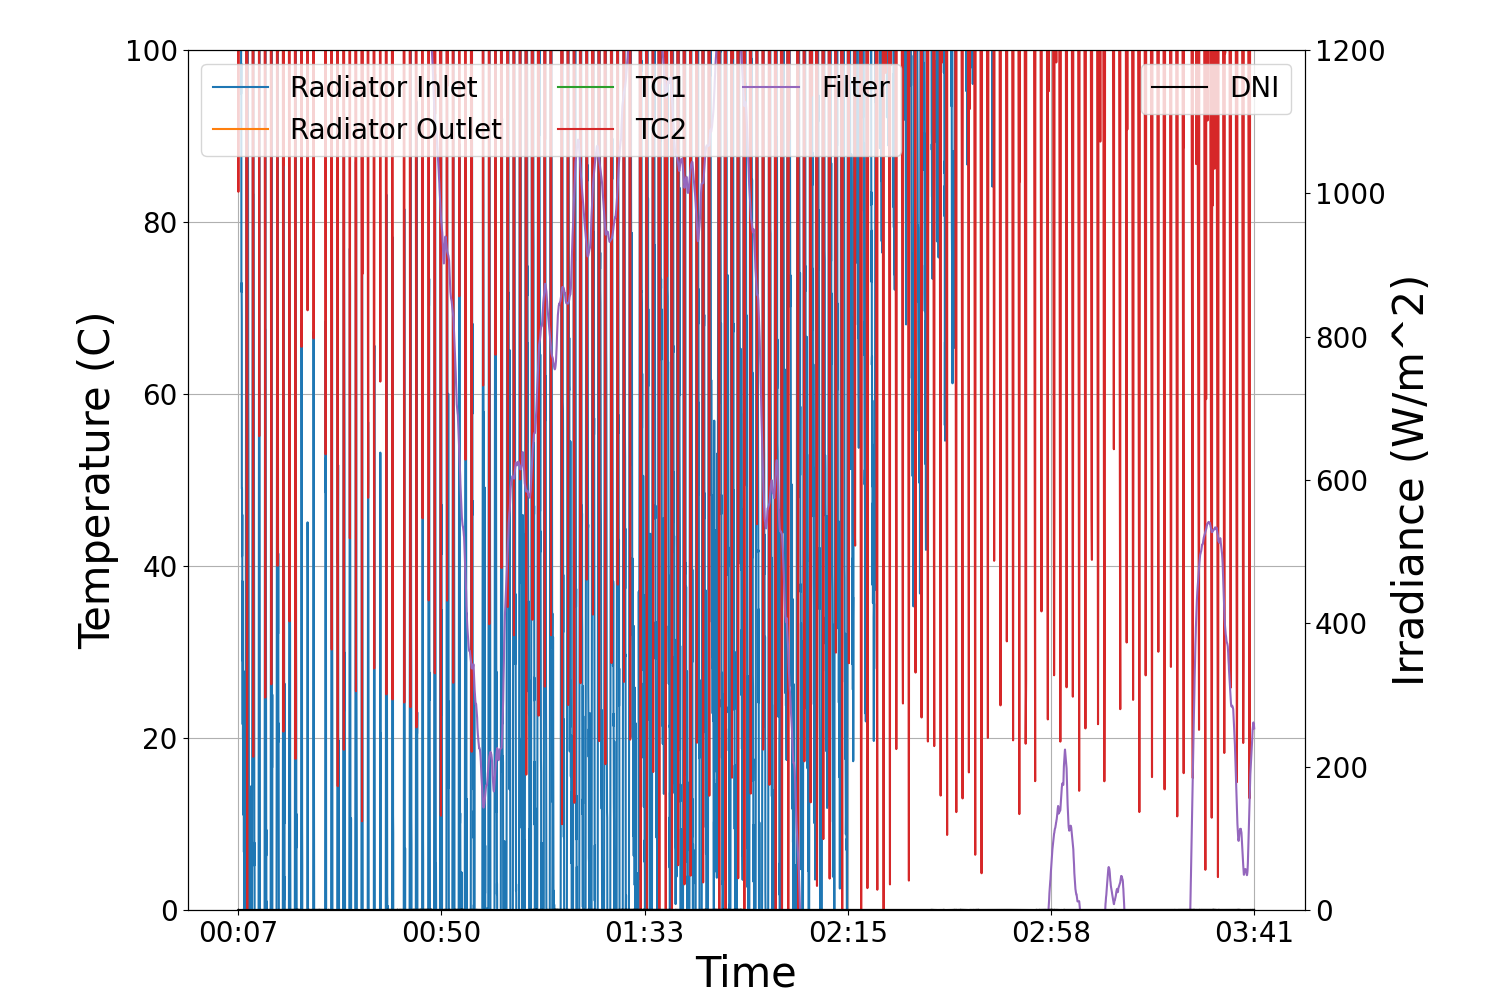 100
80
60
40
20
0
Temperature (C)
Radiator Inlet
Radiator Outlet
TC1
TC2
Filter
DNI
1200
1000
800
600
400
200
0
Irradiance (W/m^2)
00:07
00:50
01:33
02:15
02:58
03:41
Time